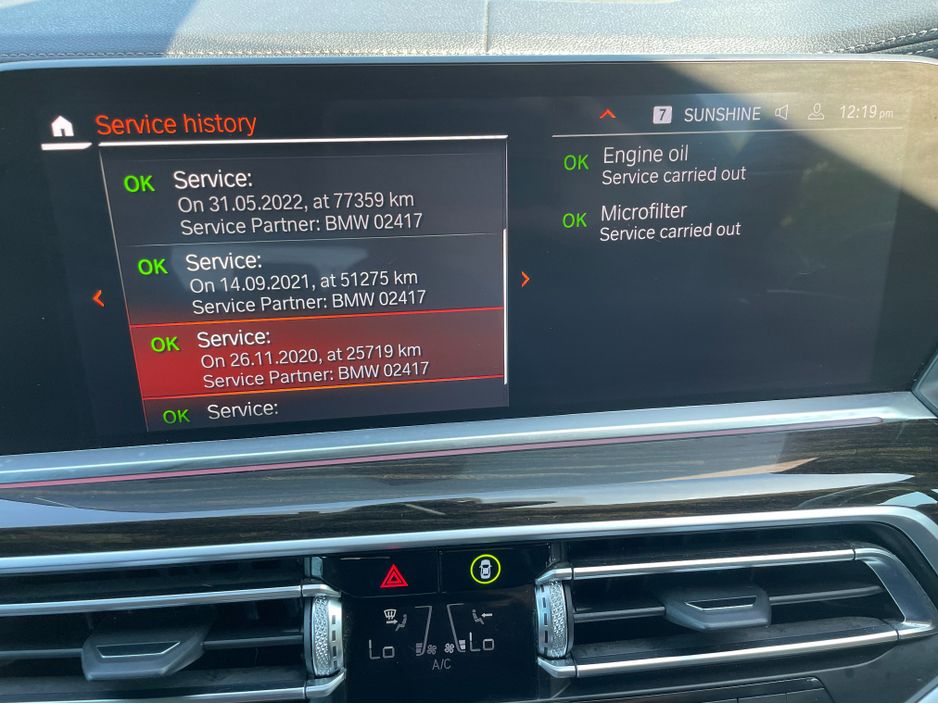 Service history
7 SUNSHINE 12:19 pm
OK Service:
On 31.05.2022, at 77359 km
Service Partner: BMW 02417
OK Service:
On 14.09.2021, at 51275 km
Service Partner: BMW 02417
OK Service:
On 26.11.2020, at 25719 km
Service Partner: BMW 02417
OK Service:
OK Engine oil
Service carried out
OK Microfilter
Service carried out
Lo Lo
A/C